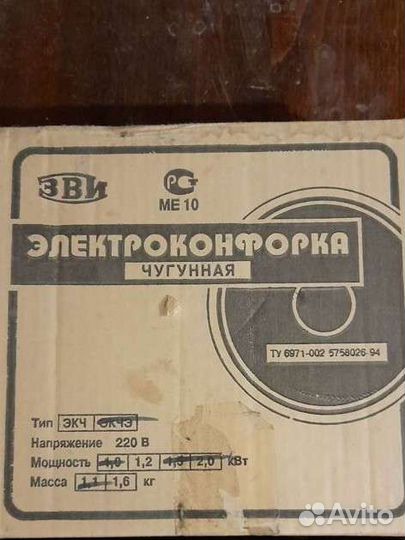 ЗВИ
РСТ
МЕ 10
ЭЛЕКТРОКОНФОРКА
ЧУГУННАЯ
ТУ 6971-002 5758026-94
Тип ЭКЧ ЭКЧЭ
Напряжение 220 В
Мощность 1,0 1,2 1,5 2,0 кВт
Масса 1,1 1,6 кг
Avito